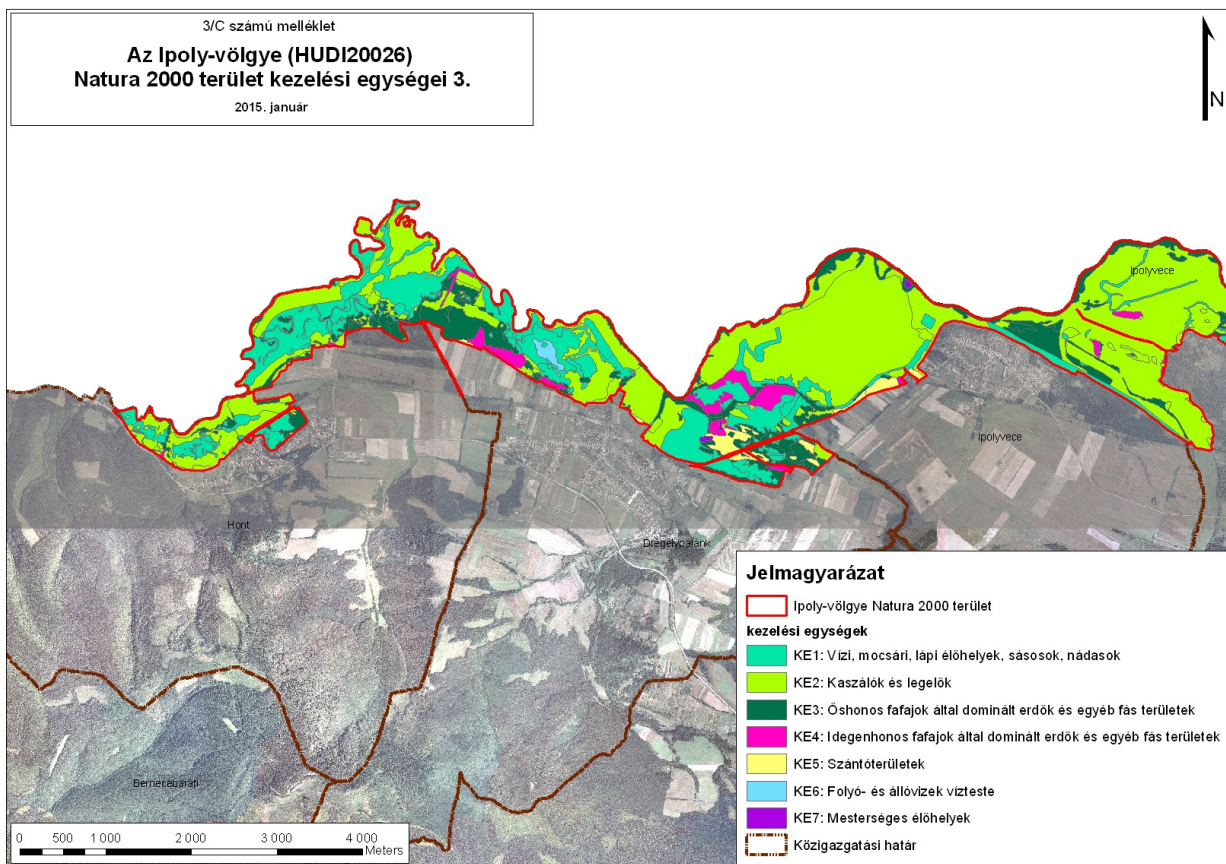 3/C számú melléklet
Az Ipoly-völgye (HUDI20026)
Natura 2000 terület kezelési egységei 3.
2015. január
N
Ipolyvece
Ipolyvece
Hont
Drégelypalánk
Bernecebaráti
Jelmagyarázat
Ipoly-völgye Natura 2000 terület
kezelési egységek
KE1: Vízi, mocsári, lápi élőhelyek, sásosok, nádasok
KE2: Kaszálók és legelők
KE3: Őshonos fafajok által dominált erdők és egyéb fás területek
KE4: Idegenhonos fafajok által dominált erdők és egyéb fás területek
KE5: Szántóterületek
KE6: Folyó- és állóvizek vízteste
KE7: Mesterséges élőhelyek
Közigazgatási határ
0 500 1 000 2 000 3 000 4 000
Meters